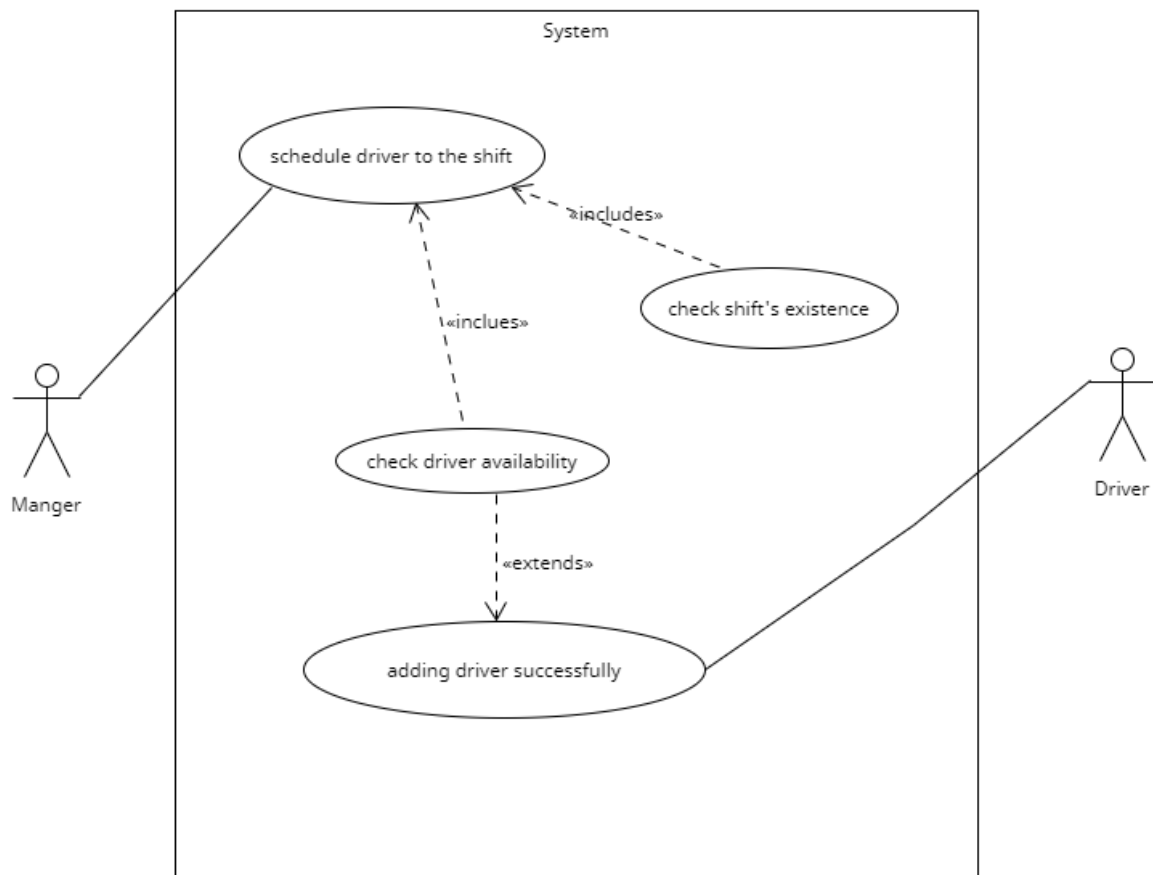 System
schedule driver to the shift
«includes»
check shift's existence
«inclues»
check driver availability
Manger
Driver
«extends»
adding driver successfully